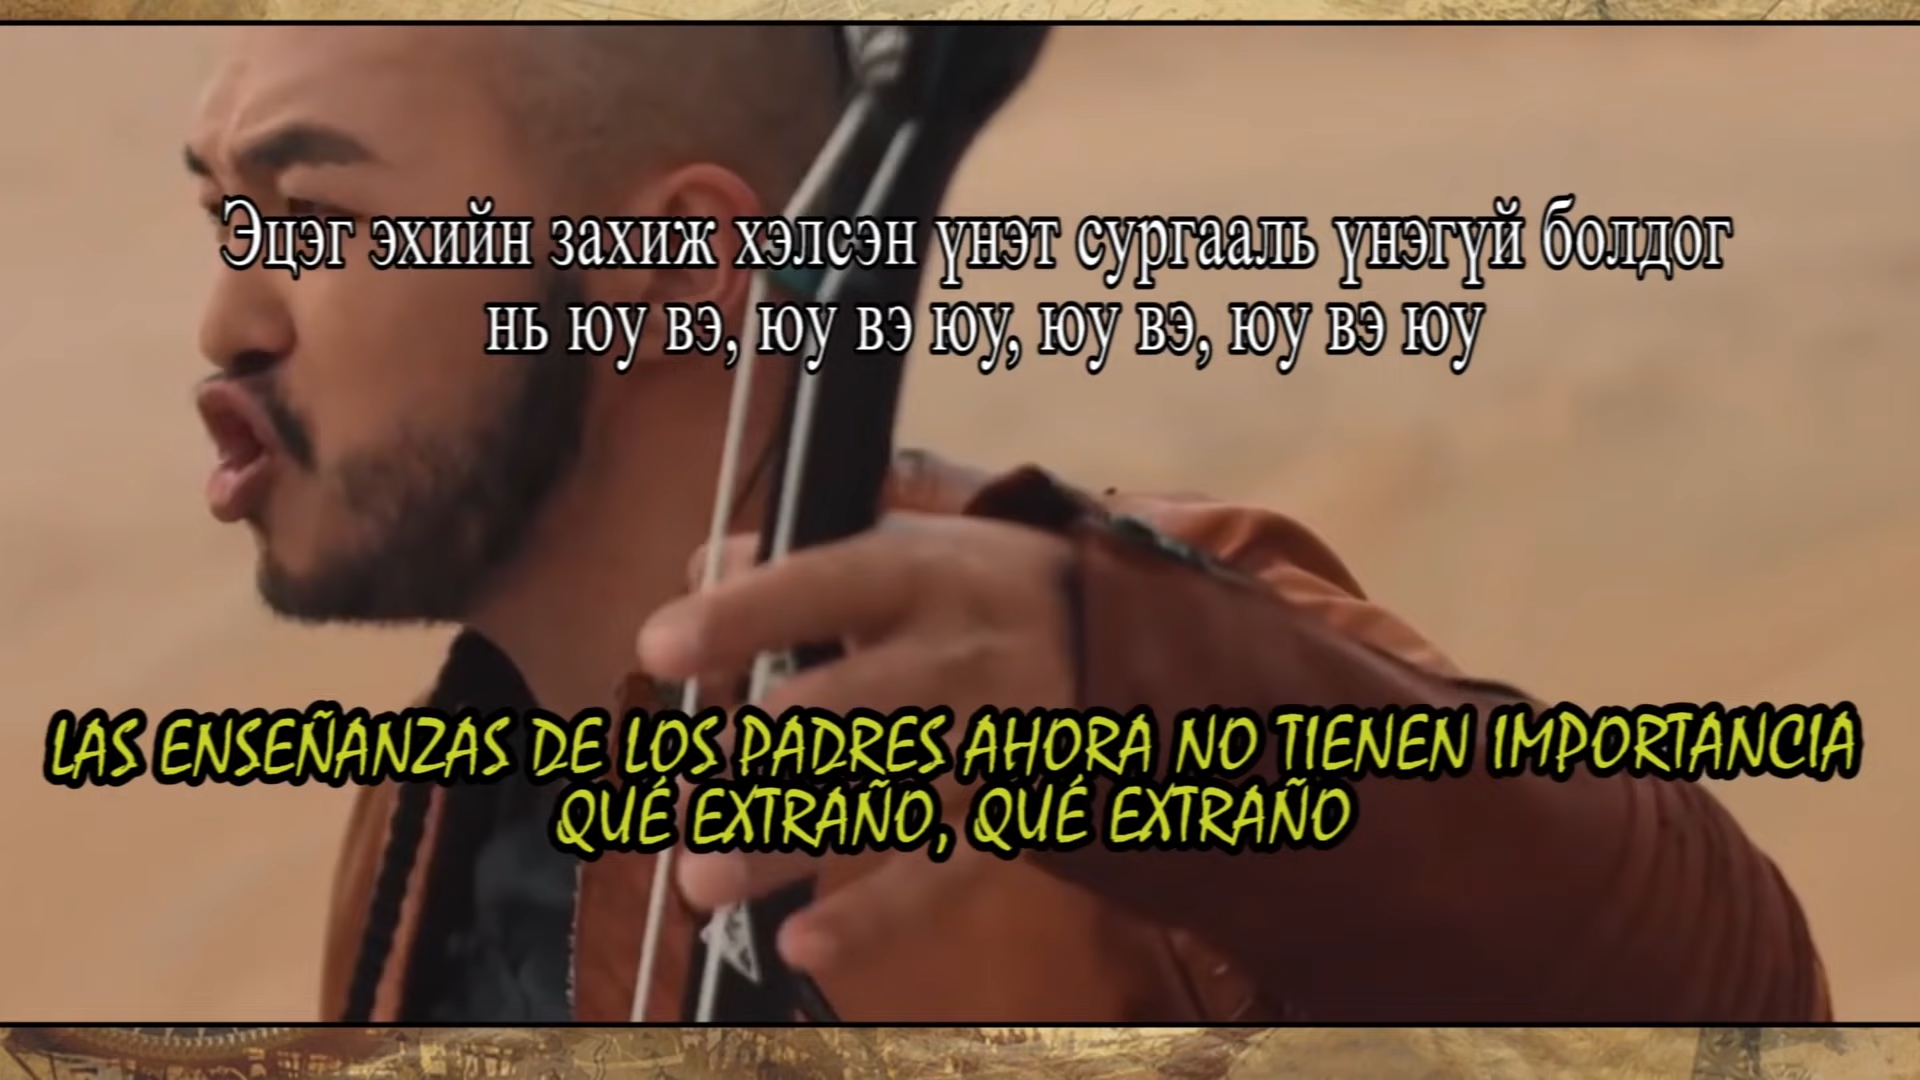 Эцэг эхийн захиж хэлсэн үнэт сургааль үнэгүй болдог
нь юу вэ, юу вэ юу, юу вэ, юу вэ юу
LAS ENSEÑANZAS DE LOS PADRES AHORA NO TIENEN IMPORTANCIA
QUÉ EXTRAÑO, QUÉ EXTRAÑO